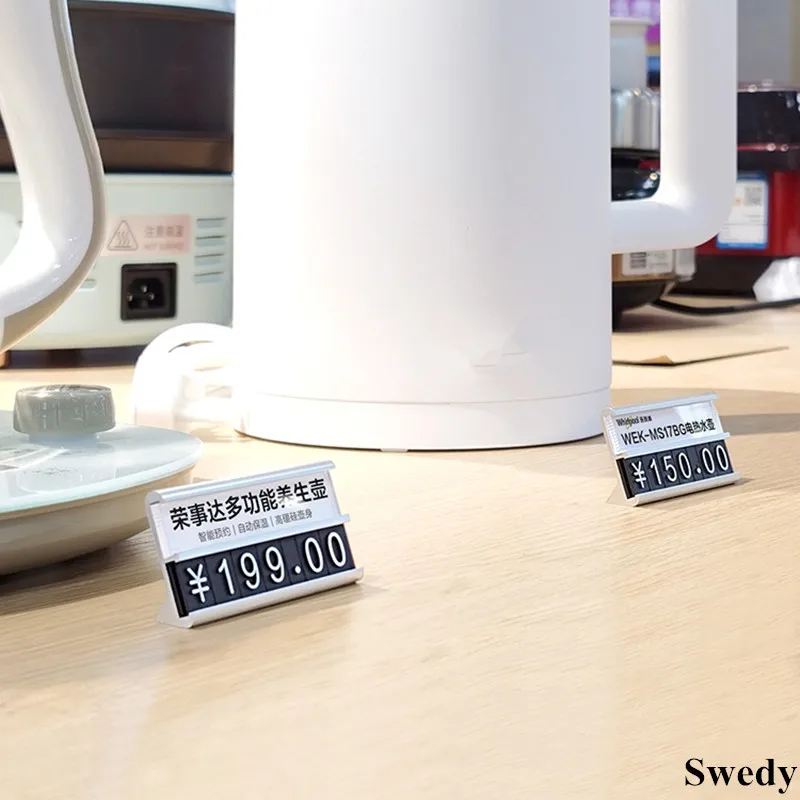 注意高温
HOT SURFACE
荣事达多功能养生壶
智能预约 | 自动保温 | 高硼硅壶身
¥199.00
Whirlpool
WEK-MS17BG电热水壶
¥150.00
Swedy